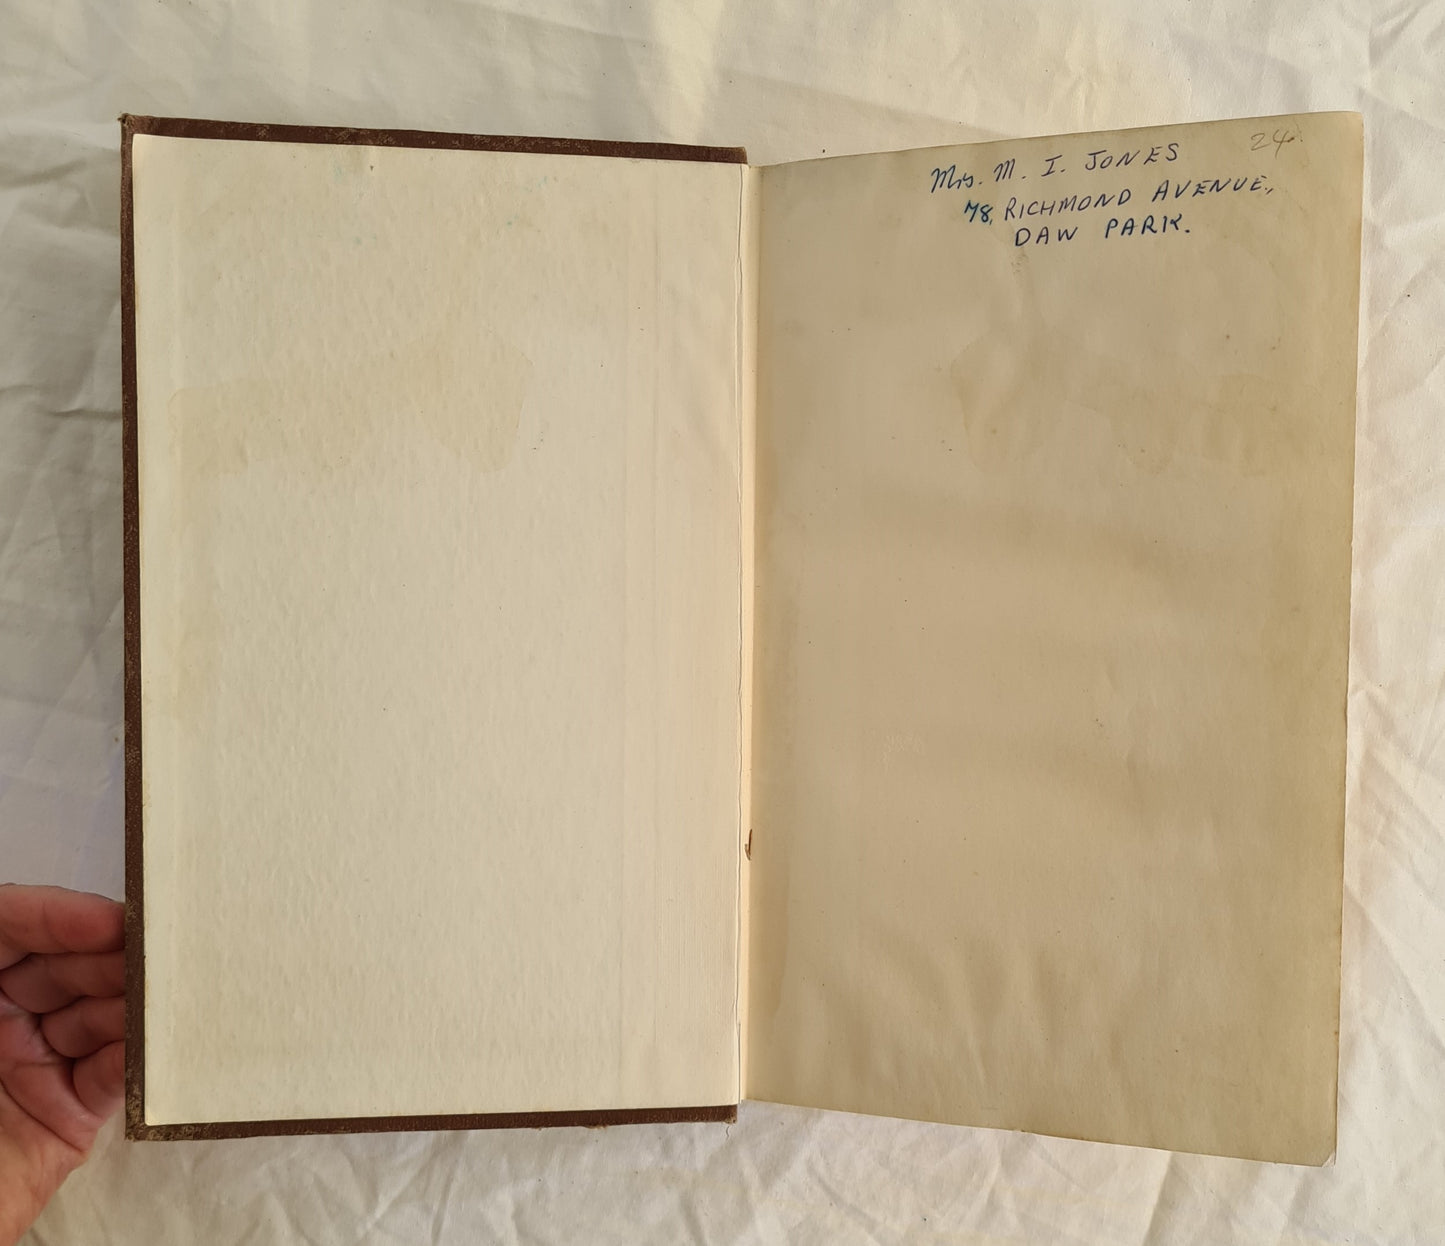 24.
Mrs. M. I. JONES
78, RICHMOND AVENUE,
DAW PARK.